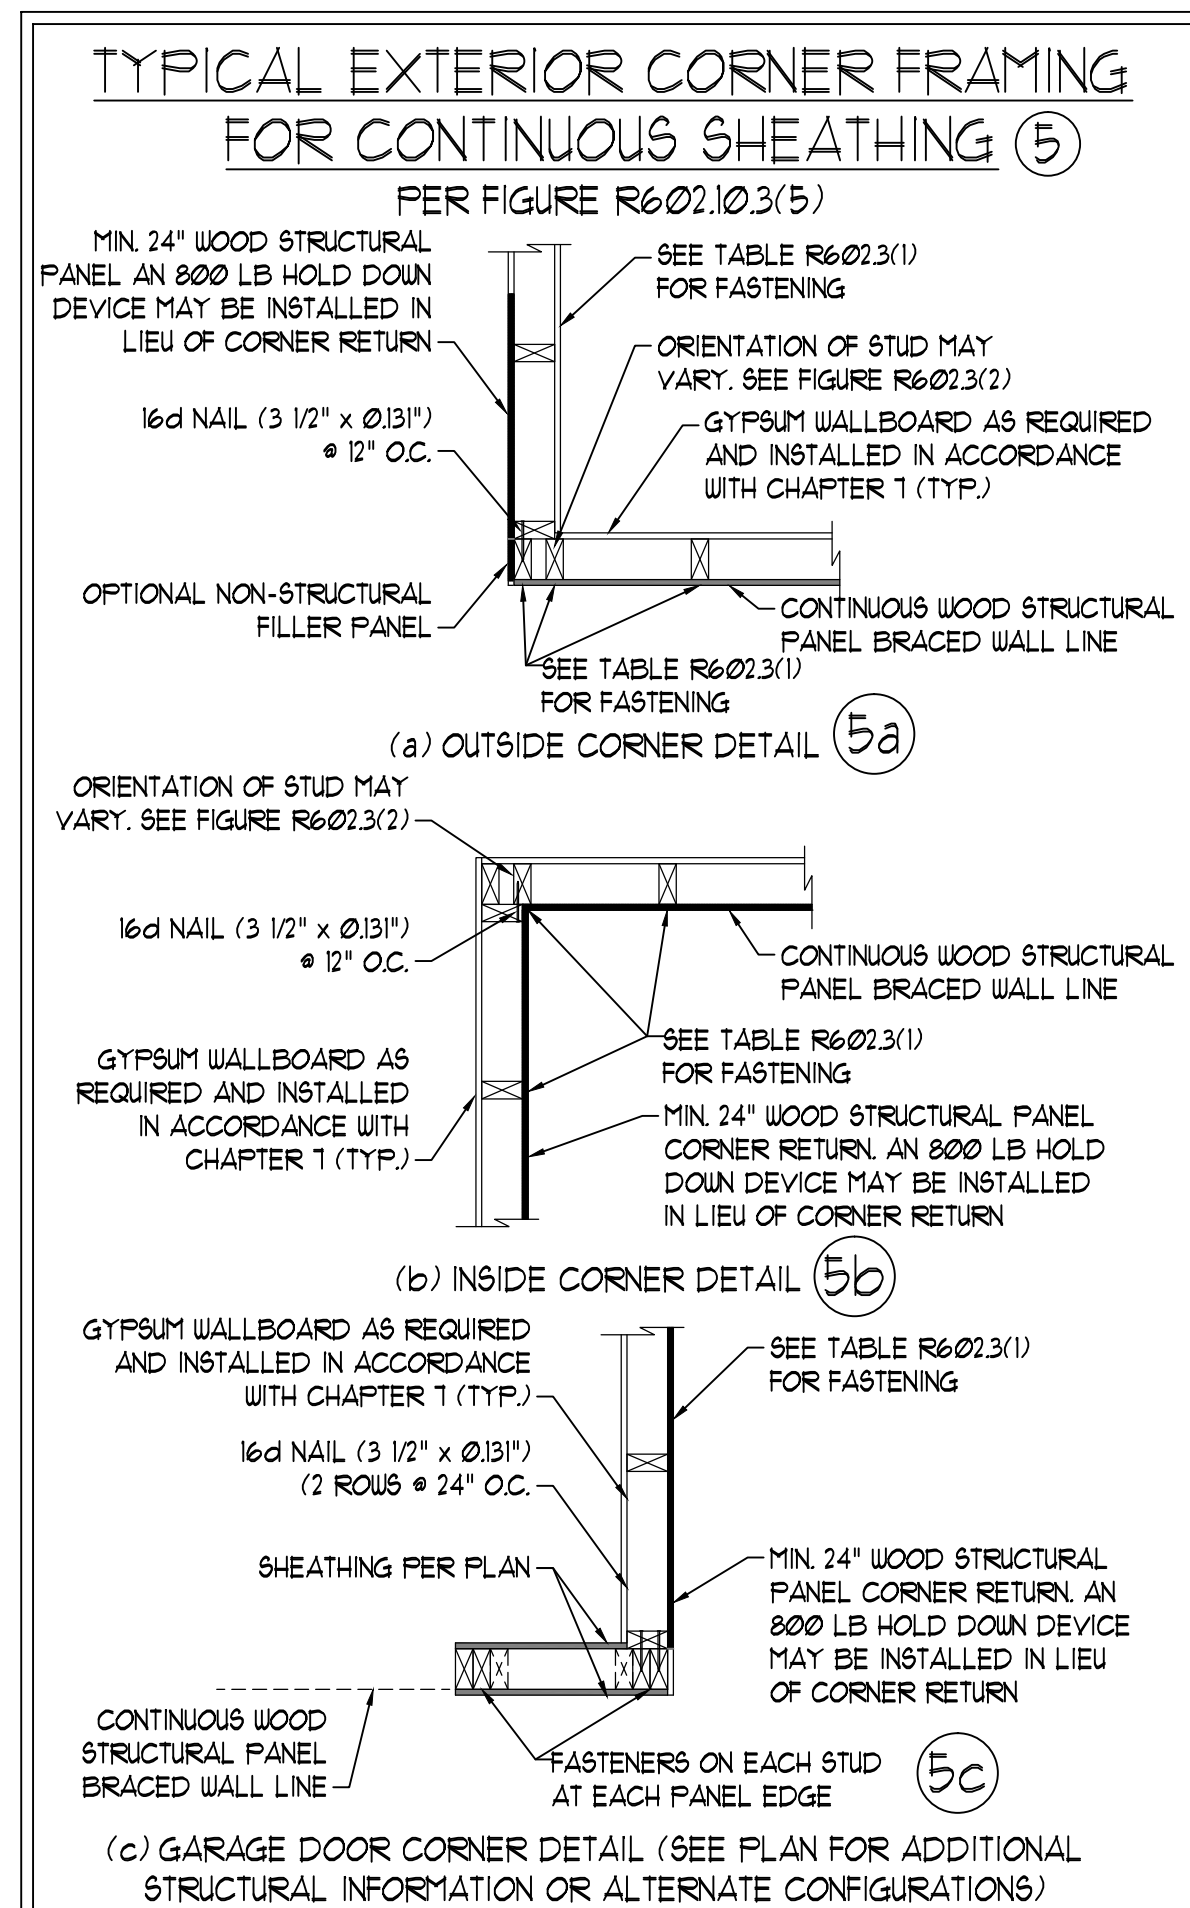 TYPICAL EXTERIOR CORNER FRAMING
FOR CONTINUOUS SHEATHING 5
PER FIGURE R602.10.3(5)
MIN. 24" WOOD STRUCTURAL
PANEL AN 800 LB HOLD DOWN
DEVICE MAY BE INSTALLED IN
LIEU OF CORNER RETURN
SEE TABLE R602.3(1)
FOR FASTENING
ORIENTATION OF STUD MAY
VARY. SEE FIGURE R602.3(2)
16d NAIL (3 1/2" x 0.131")
@ 12" O.C.
GYPSUM WALLBOARD AS REQUIRED
AND INSTALLED IN ACCORDANCE
WITH CHAPTER 7 (TYP.)
OPTIONAL NON-STRUCTURAL
FILLER PANEL
CONTINUOUS WOOD STRUCTURAL
PANEL BRACED WALL LINE
SEE TABLE R602.3(1)
FOR FASTENING
(a) OUTSIDE CORNER DETAIL 5a
ORIENTATION OF STUD MAY
VARY. SEE FIGURE R602.3(2)
16d NAIL (3 1/2" x 0.131")
@ 12" O.C.
CONTINUOUS WOOD STRUCTURAL
PANEL BRACED WALL LINE
SEE TABLE R602.3(1)
FOR FASTENING
GYPSUM WALLBOARD AS
REQUIRED AND INSTALLED
IN ACCORDANCE WITH
CHAPTER 7 (TYP.)
MIN. 24" WOOD STRUCTURAL PANEL
CORNER RETURN. AN 800 LB HOLD
DOWN DEVICE MAY BE INSTALLED
IN LIEU OF CORNER RETURN
(b) INSIDE CORNER DETAIL 5b
GYPSUM WALLBOARD AS REQUIRED
AND INSTALLED IN ACCORDANCE
WITH CHAPTER 7 (TYP.)
SEE TABLE R602.3(1)
FOR FASTENING
16d NAIL (3 1/2" x 0.131")
(2 ROWS @ 24" O.C.
SHEATHING PER PLAN
MIN. 24" WOOD STRUCTURAL
PANEL CORNER RETURN. AN
800 LB HOLD DOWN DEVICE
MAY BE INSTALLED IN LIEU
OF CORNER RETURN
CONTINUOUS WOOD
STRUCTURAL PANEL
BRACED WALL LINE
FASTENERS ON EACH STUD
AT EACH PANEL EDGE
5c
(c) GARAGE DOOR CORNER DETAIL (SEE PLAN FOR ADDITIONAL
STRUCTURAL INFORMATION OR ALTERNATE CONFIGURATIONS)